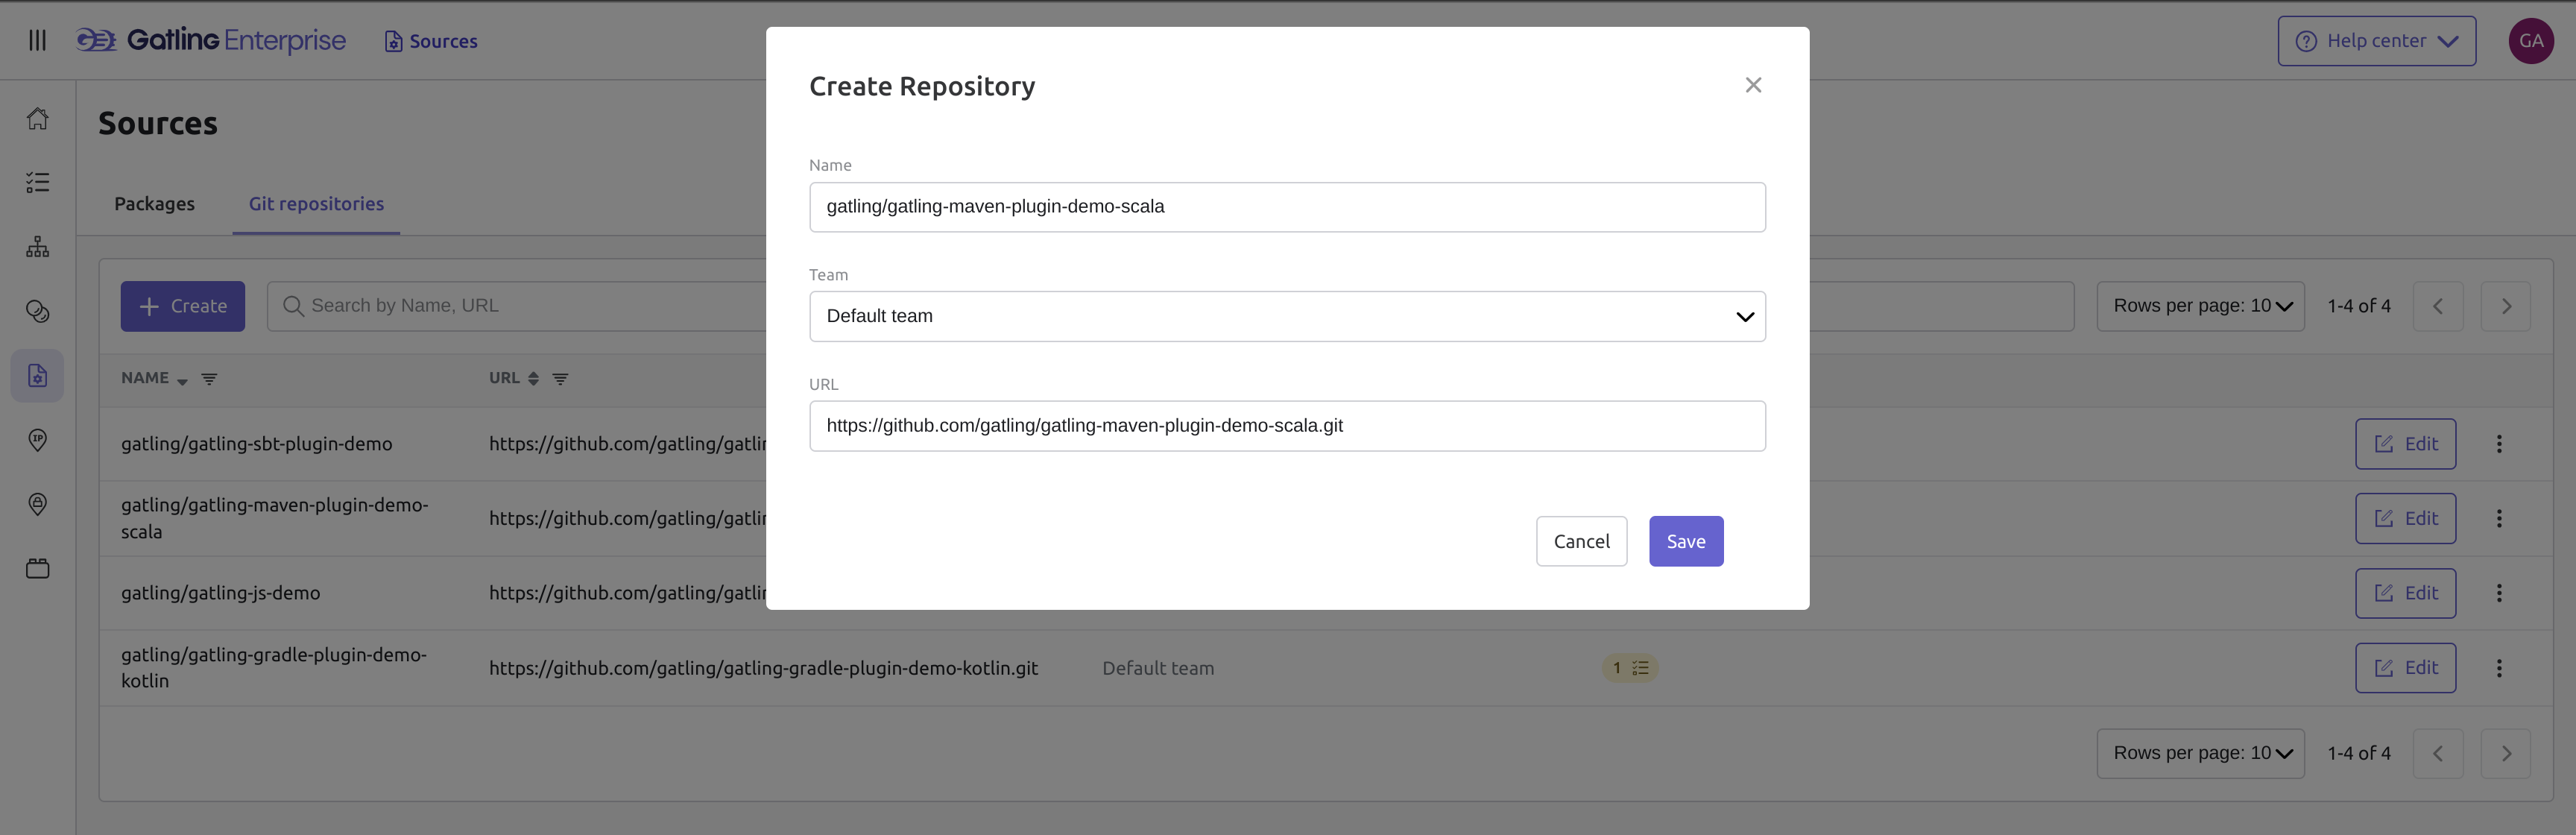 Gatling Enterprise
Sources
Help center
GA
Sources
Packages
Git repositories
Create
Search by Name, URL
Rows per page: 10
1-4 of 4
NAME
URL
gatling/gatling-sbt-plugin-demo
https://github.com/gatling/
Edit
gatling/gatling-maven-plugin-demo-
scala
https://github.com/gatling/
Edit
gatling/gatling-js-demo
https://github.com/gatling/
Edit
gatling/gatling-gradle-plugin-demo-
kotlin
https://github.com/gatling/gatling-gradle-plugin-demo-kotlin.git
Default team
1
Edit
Rows per page: 10
1-4 of 4
IP
Create Repository
Name
gatling/gatling-maven-plugin-demo-scala
Team
Default team
URL
https://github.com/gatling/gatling-maven-plugin-demo-scala.git
Cancel
Save